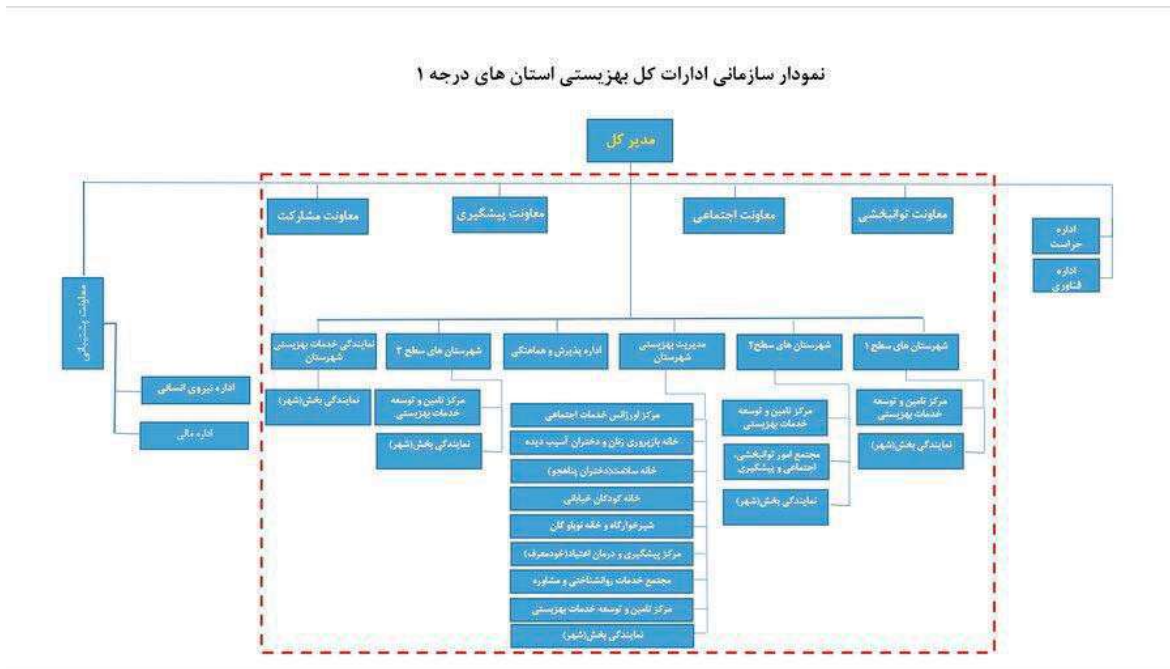 نمودار سازمانی ادارات کل بهزیستی استان های درجه ۱
مدیر کل
معاونت توانبخشی
معاونت اجتماعی
معاونت پیشگیری
معاونت مشارکت
اداره
حراست
اداره
فناوری
معاونت پشتیبانی
اداره نیروی انسانی
اداره مالی
شهرستان های سطح ۱
مرکز تامین و توسعه
خدمات بهزیستی
نمایندگی بخش(شهر)
شهرستان های سطح۲
مرکز تامین و توسعه
خدمات بهزیستی
مجتمع امور توانبخشی،
اجتماعی و پیشگیری
نمایندگی بخش(شهر)
مدیریت بهزیستی
شهرستان
مرکز اورژانس خدمات اجتماعی
خانه بازپروری زنان و دختران آسیب دیده
خانه سلامت(دختران پناهجو)
خانه کودکان خیابانی
شیرخوارگاه و خانه نوباو گان
مرکز پیشگیری و درمان اعتیاد(خودمعرف)
مجتمع خدمات روانشناختی و مشاوره
مرکز تامین و توسعه خدمات بهزیستی
نمایندگی بخش(شهر)
اداره پذیرش و هماهنگی
شهرستان های سطح ۳
مرکز تامین و توسعه
خدمات بهزیستی
نمایندگی بخش(شهر)
نمایندگی خدمات بهزیستی
شهرستان
نمایندگی بخش(شهر)